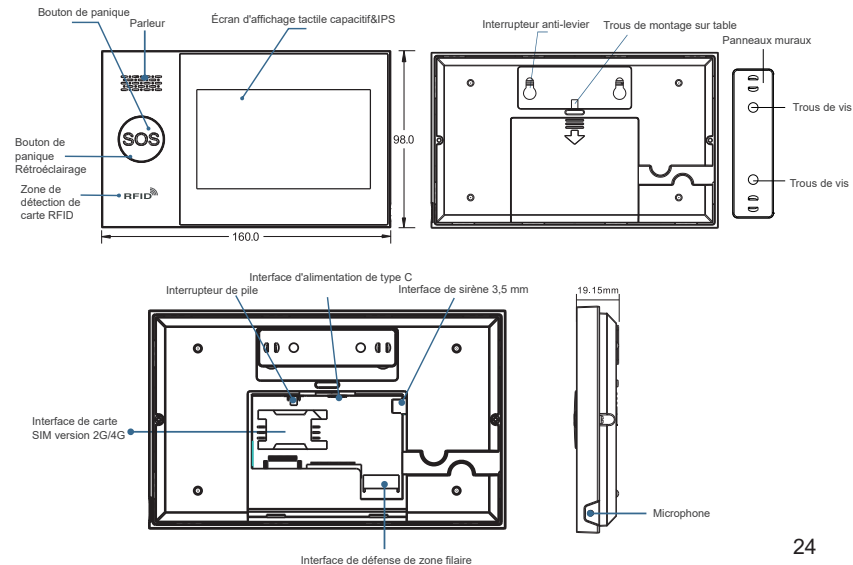 Bouton de panique
Parleur
Écran d'affichage tactile capacitif&IPS
SOS
Bouton de
panique
Rétroéclairage
Zone de
détection de
carte RFID
RFID
98.0
160.0
Interrupteur anti-levier
Trous de montage sur table
Panneaux muraux
Trous de vis
Trous de vis
Interface d'alimentation de type C
Interrupteur de pile
Interface de sirène 3,5 mm
Interface de carte
SIM version 2G/4G
Interface de défense de zone filaire
19.15mm
Microphone
24